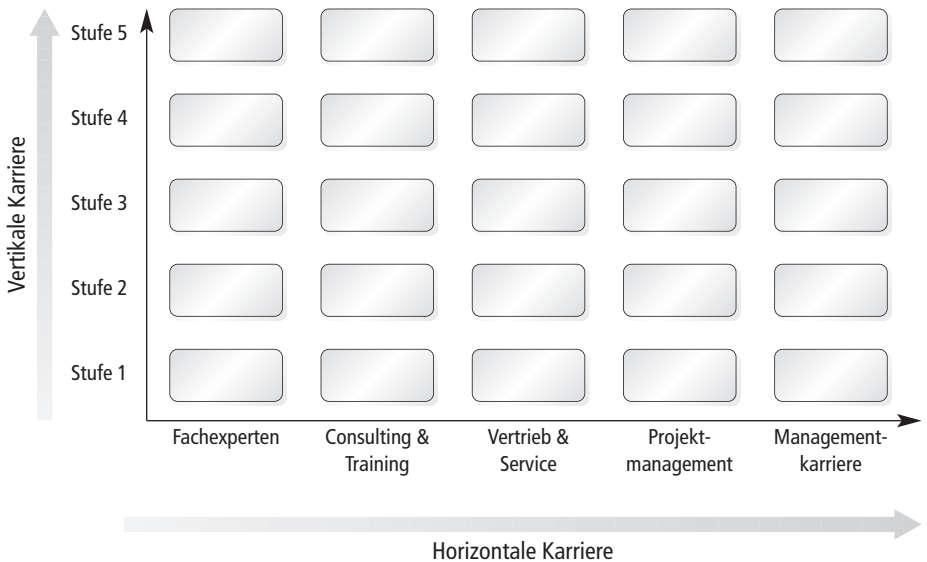 Stufe 5
Stufe 4
Stufe 3
Stufe 2
Stufe 1
Vertikale Karriere
Fachexperten
Consulting &
Training
Vertrieb &
Service
Projekt-
management
Management-
karriere
Horizontale Karriere